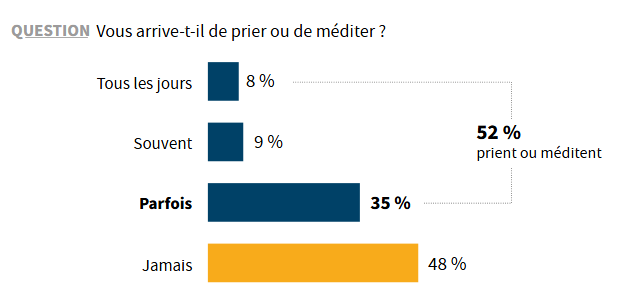 QUESTION Vous arrive-t-il de prier ou de méditer ?
Tous les jours 8 %
Souvent 9 %
52 %
prient ou méditent
Parfois 35 %
Jamais 48 %